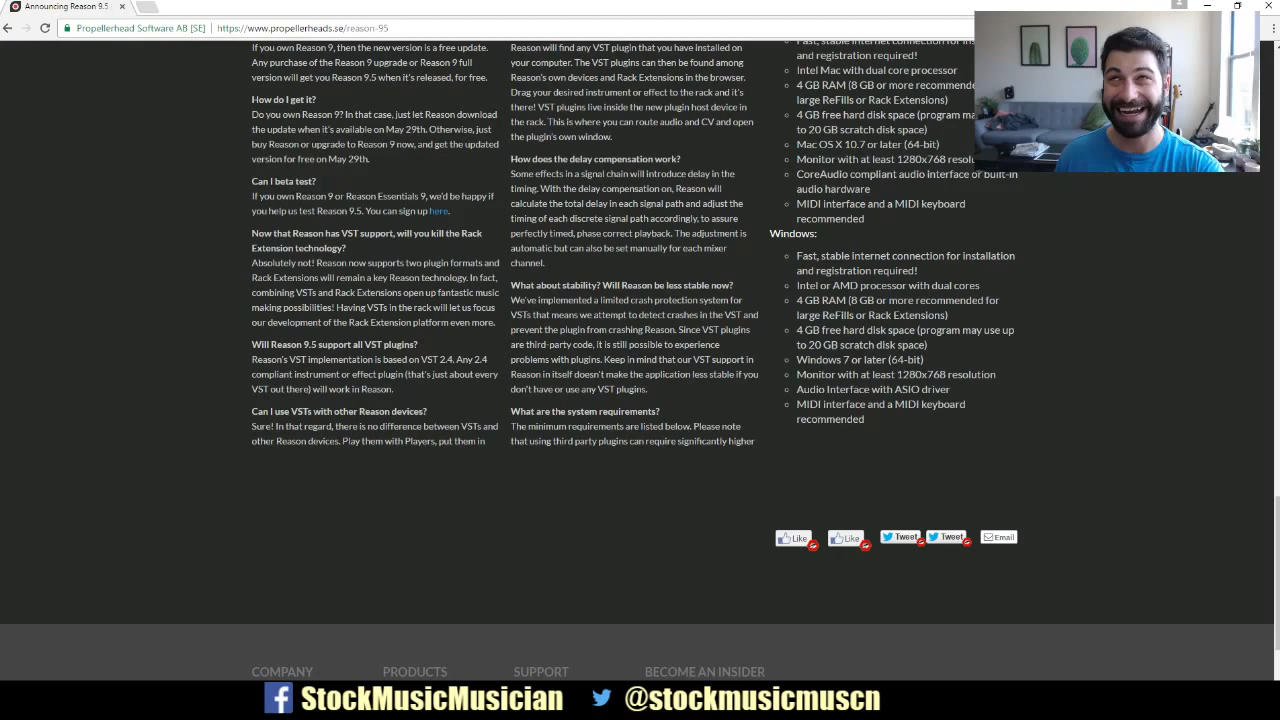 Announcing Reason 9.5
Propellerhead Software AB [SE]
https://www.propellerheads.se/reason-95
If you own Reason 9, then the new version is a free update.
Any purchase of the Reason 9 upgrade or Reason 9 full
version will get you Reason 9.5 when it's released, for free.
How do I get it?
Do you own Reason 9? In that case, just let Reason download
the update when it's available on May 29th. Otherwise, just
buy Reason or upgrade to Reason 9 now, and get the updated
version for free on May 29th.
Can I beta test?
If you own Reason 9 or Reason Essentials 9, we'd be happy if
you help us test Reason 9.5. You can sign up here.
Now that Reason has VST support, will you kill the Rack
Extension technology?
Absolutely not! Reason now supports two plugin formats and
Rack Extensions will remain a key Reason technology. In fact,
combining VSTs and Rack Extensions open up fantastic music
making possibilities! Having VSTs in the rack will let us focus
our development of the Rack Extension platform even more.
Will Reason 9.5 support all VST plugins?
Reason's VST implementation is based on VST 2.4. Any 2.4
compliant instrument or effect plugin (that's just about every
VST out there) will work in Reason.
Can I use VSTs with other Reason devices?
Sure! In that regard, there is no difference between VSTs and
other Reason devices. Play them with Players, put them in
Reason will find any VST plugin that you have installed on
your computer. The VST plugins can then be found among
Reason's own devices and Rack Extensions in the browser.
Drag your desired instrument or effect to the rack and it's
there! VST plugins live inside the new plugin host device in
the rack. This is where you can route audio and CV and open
the plugin's own window.
How does the delay compensation work?
Some effects in a signal chain will introduce delay in the
timing. With the delay compensation on, Reason will
calculate the total delay in each signal path and adjust the
timing of each discrete signal path accordingly, to assure
perfectly timed, phase correct playback. The adjustment is
automatic but can also be set manually for each mixer
channel.
What about stability? Will Reason be less stable now?
We've implemented a limited crash protection system for
VSTs that means we attempt to detect crashes in the VST and
prevent the plugin from crashing Reason. Since VST plugins
are third-party code, it is still possible to experience
problems with plugins. Keep in mind that our VST support in
Reason in itself doesn't make the application less stable if you
don't have or use any VST plugins.
What are the system requirements?
The minimum requirements are listed below. Please note
that using third party plugins can require significantly higher
Fast, stable internet connection for
and registration required!
Intel Mac with dual core processor
4 GB RAM (8 GB or more
large ReFills or Rack Extensions)
4 GB free hard disk space (program may
to 20 GB scratch disk space)
Mac OS X 10.7 or later (64-bit)
Monitor with at least 1280x768
CoreAudio compliant audio interface or built-in
audio hardware
MIDI interface and a MIDI keyboard
recommended
Windows:
Fast, stable internet connection for installation
and registration required!
Intel or AMD processor with dual cores
4 GB RAM (8 GB or more recommended for
large ReFills or Rack Extensions)
4 GB free hard disk space (program may use up
to 20 GB scratch disk space)
Windows 7 or later (64-bit)
Monitor with at least 1280x768 resolution
Audio Interface with ASIO driver
MIDI interface and a MIDI keyboard
recommended
Like Like Tweet Tweet Email
COMPANY PRODUCTS SUPPORT BECOME AN INSIDER
StockMusicMusician @stockmusicmuscn